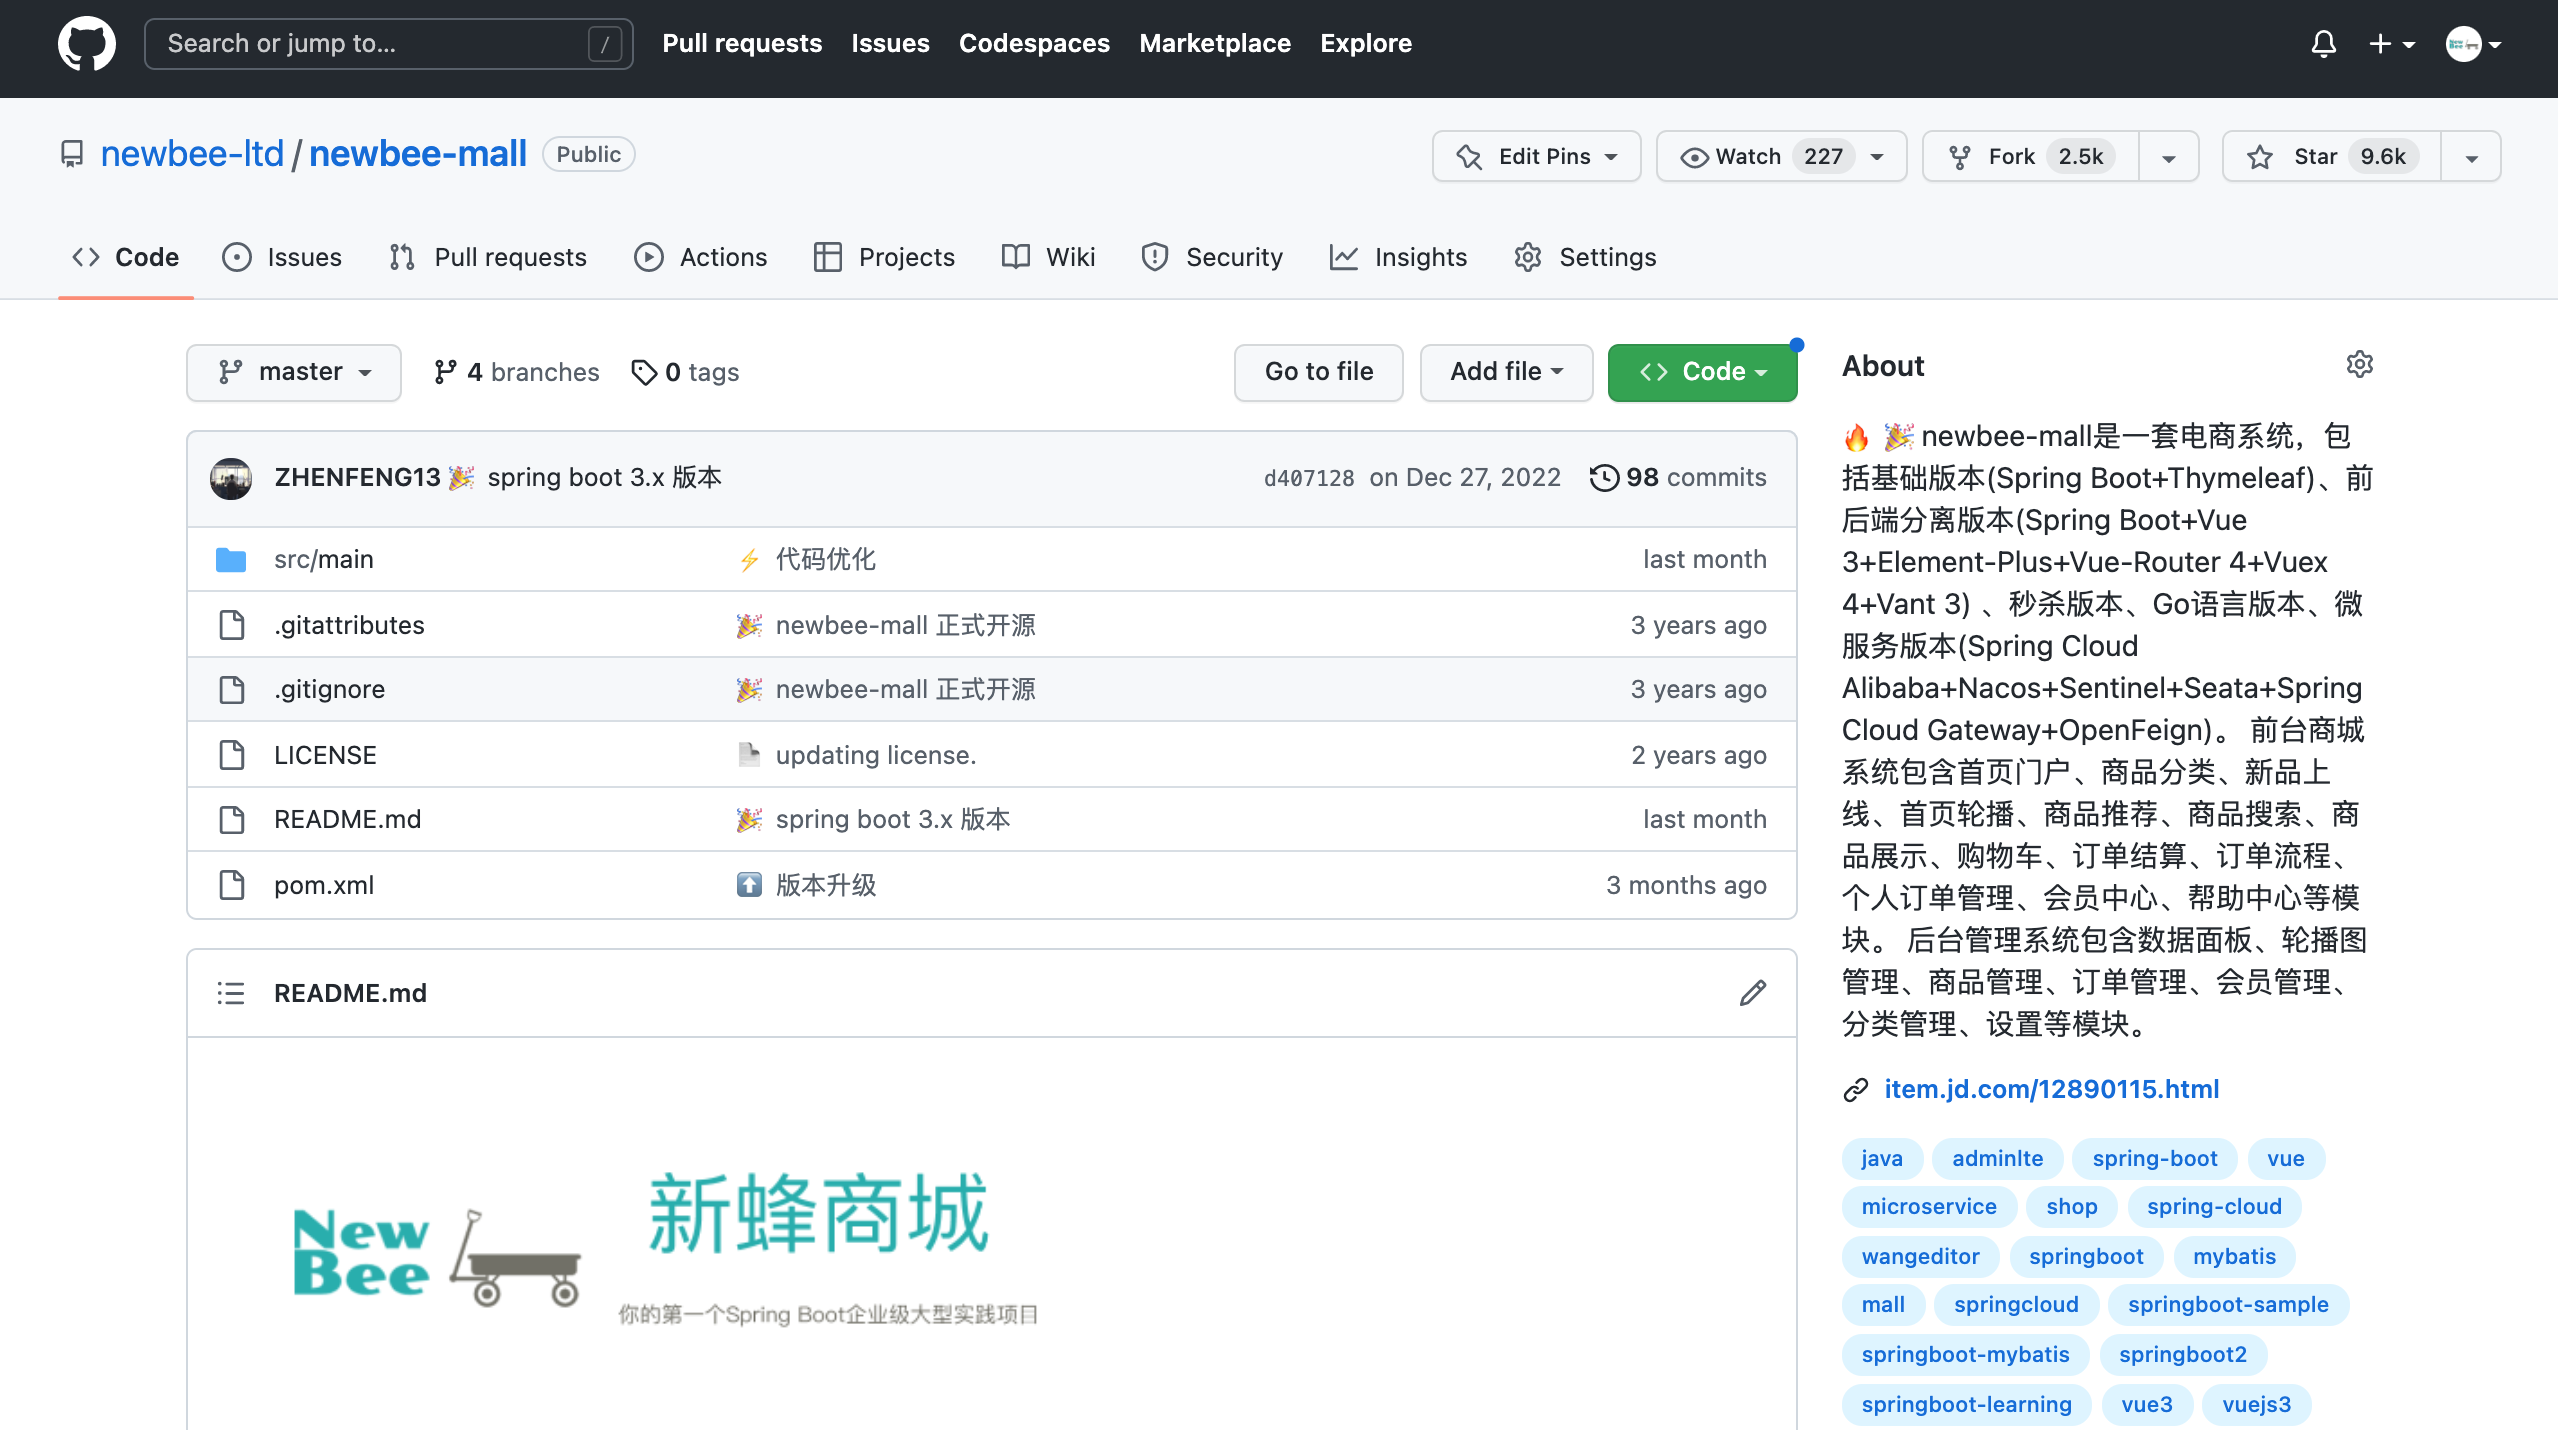 Search or jump to...
/
Pull requests
Issues
Codespaces
Marketplace
Explore
newbee-ltd / newbee-mall
Public
Edit Pins
Watch 227
Fork 2.5k
Star 9.6k
Code
Issues
Pull requests
Actions
Projects
Wiki
Security
Insights
Settings
master
4 branches
0 tags
Go to file
Add file
Code
ZHENFENG13 🎉 spring boot 3.x 版本
d407128 on Dec 27, 2022
98 commits
src/main
⚡ 代码优化
last month
.gitattributes
🎉 newbee-mall 正式开源
3 years ago
.gitignore
🎉 newbee-mall 正式开源
3 years ago
LICENSE
📄 updating license.
2 years ago
README.md
🎉 spring boot 3.x 版本
last month
pom.xml
⬆️ 版本升级
3 months ago
README.md
New
Bee
新蜂商城
你的第一个Spring Boot企业级大型实践项目
About
🔥 🎉 newbee-mall是一套电商系统，包
括基础版本(Spring Boot+Thymeleaf)、前
后端分离版本(Spring Boot+Vue
3+Element-Plus+Vue-Router 4+Vuex
4+Vant 3) 、秒杀版本、Go语言版本、微
服务版本(Spring Cloud
Alibaba+Nacos+Sentinel+Seata+Spring
Cloud Gateway+OpenFeign)。 前台商城
系统包含首页门户、商品分类、新品上
线、首页轮播、商品推荐、商品搜索、商
品展示、购物车、订单结算、订单流程、
个人订单管理、会员中心、帮助中心等模
块。 后台管理系统包含数据面板、轮播图
管理、商品管理、订单管理、会员管理、
分类管理、设置等模块。
item.jd.com/12890115.html
java adminlte spring-boot vue
microservice shop spring-cloud
wangeditor springboot mybatis
mall springcloud springboot-sample
springboot-mybatis springboot2
springboot-learning vue3 vuejs3